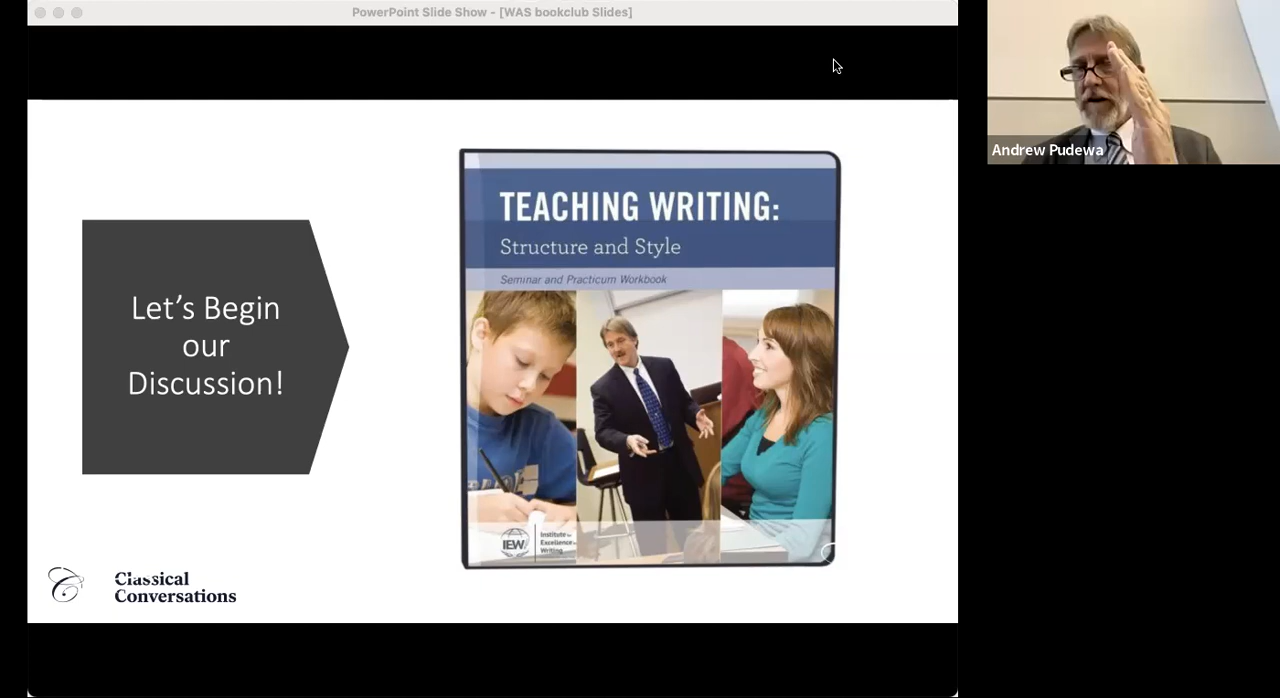 PowerPoint Slide Show - [WAS bookclub Slides]
Andrew Pudewa
TEACHING WRITING:
Structure and Style
Seminar and Practicum Workbook
Let’s Begin
our
Discussion!
IEW
Institute for
Excellence in
Writing
Classical
Conversations